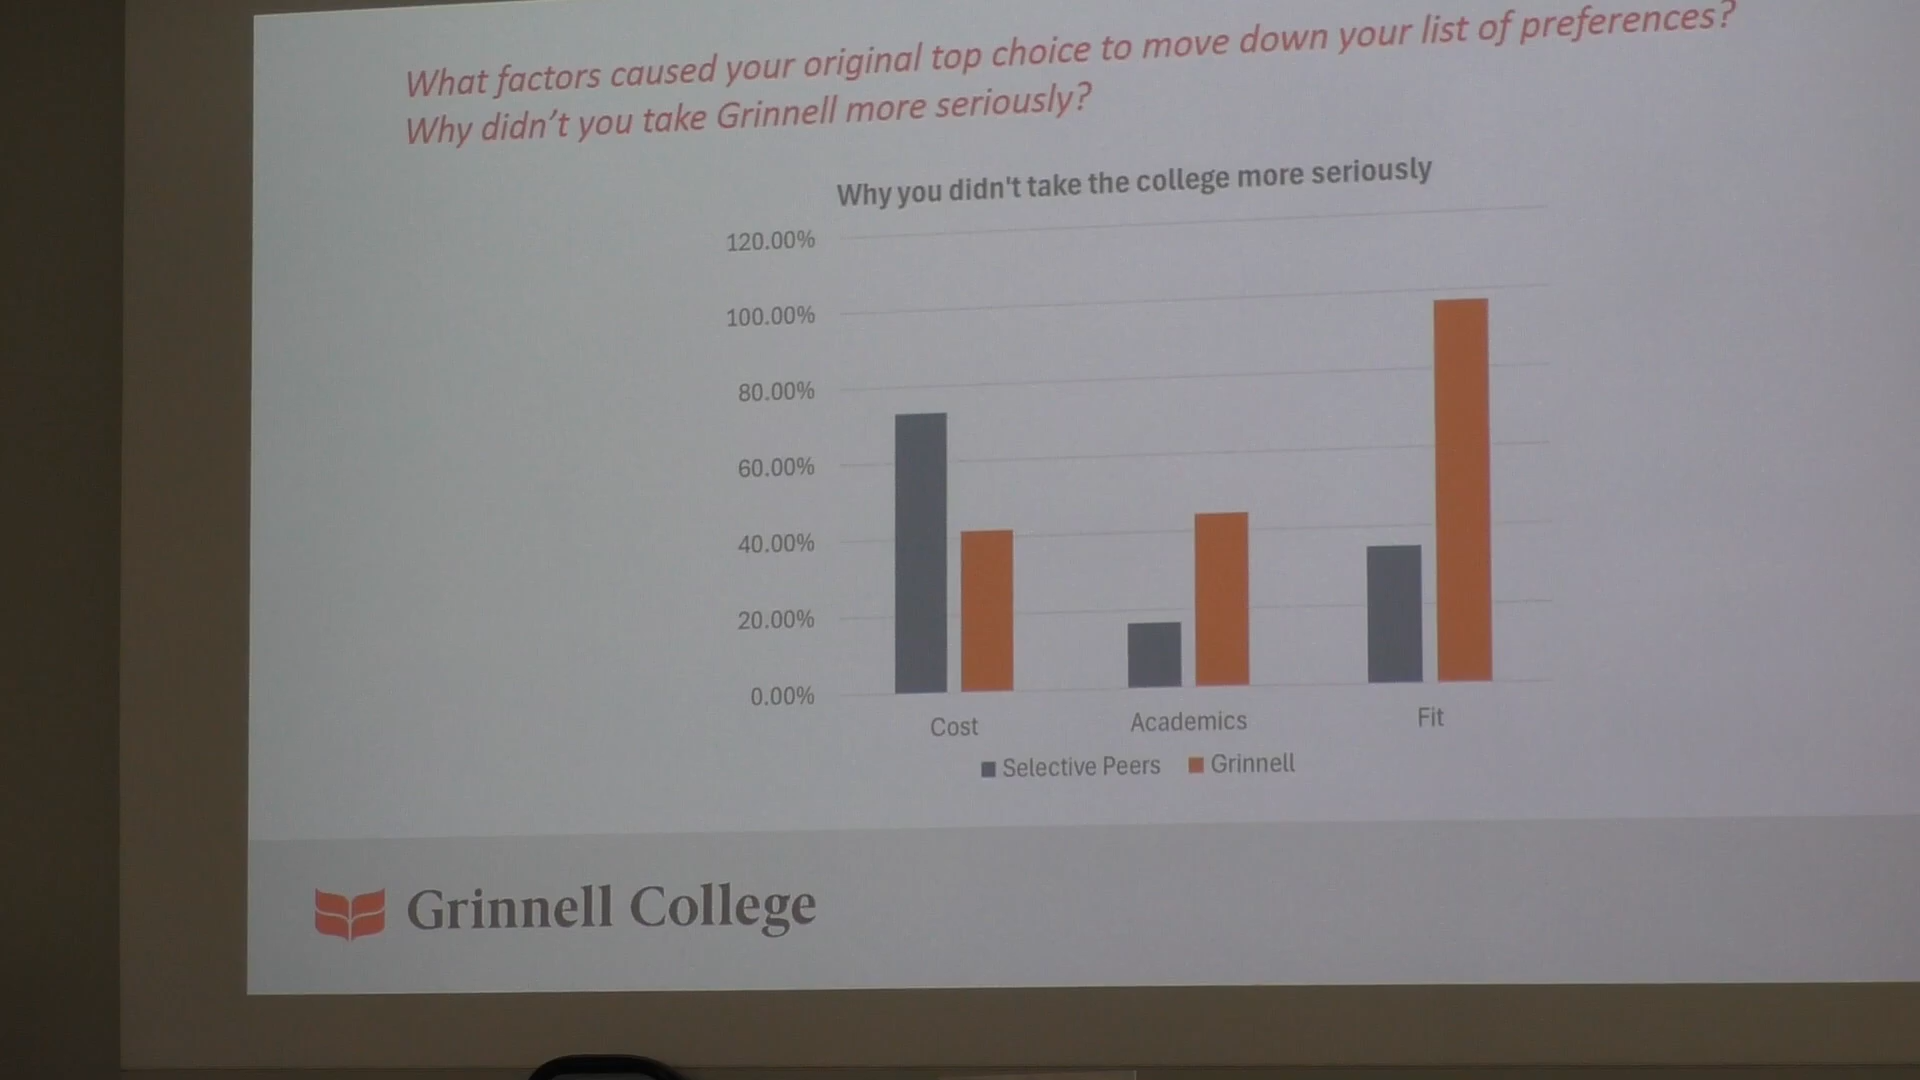 What factors caused your original top choice to move down your list of preferences?
Why didn't you take Grinnell more seriously?
Why you didn't take the college more seriously
120.00%
100.00%
80.00%
60.00%
40.00%
20.00%
0.00%
Cost Academics Fit
Selective Peers Grinnell
Grinnell College